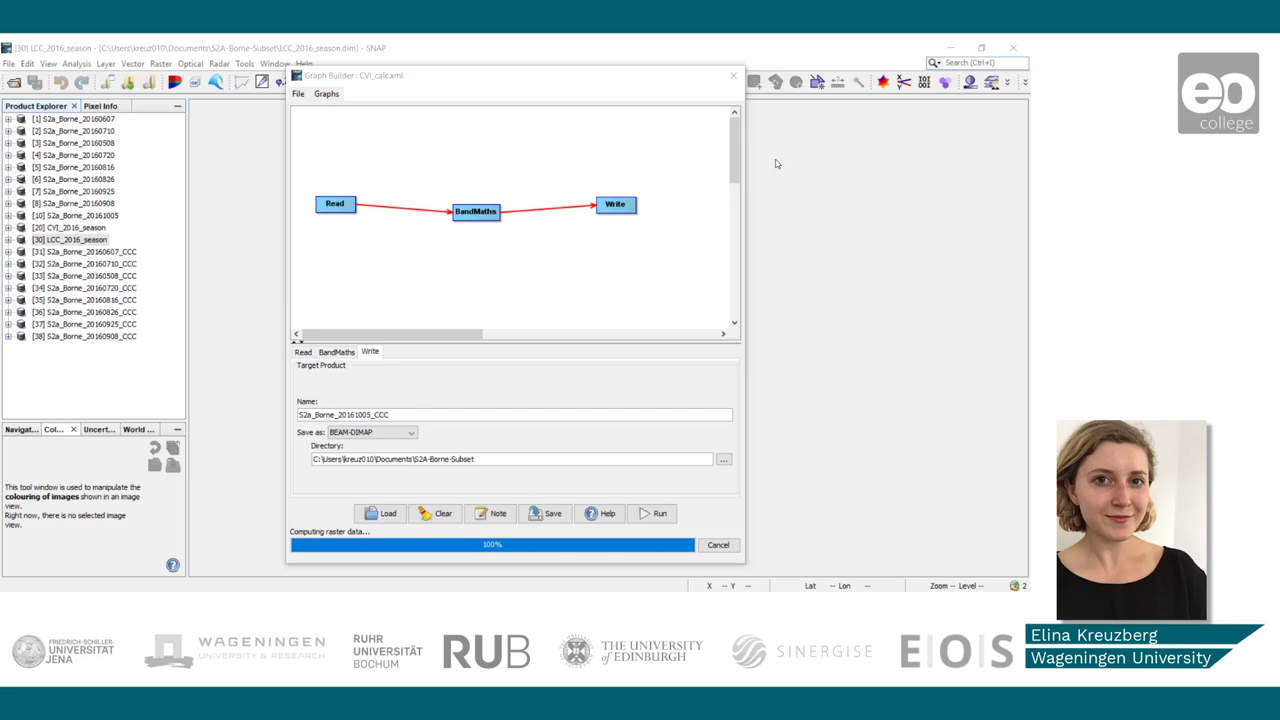 [30] LCC_2016_season - [C:\Users\kreuz010\Documents\S2A-Borne-Subset\LCC_2016_season.dim] - SNAP
File Edit View Analysis Layer Vector Raster Optical Radar Tools Window
Search (Ctrl+I)
Product Explorer Pixel Info
[1] S2a_Borne_20160607
[2] S2a_Borne_20160710
[3] S2a_Borne_20160508
[4] S2a_Borne_20160720
[5] S2a_Borne_20160816
[6] S2a_Borne_20160826
[7] S2a_Borne_20160925
[8] S2a_Borne_20160908
[10] S2a_Borne_20161005
[20] CVI_2016_season
[30] LCC_2016_season
[31] S2a_Borne_20160607_CCC
[32] S2a_Borne_20160710_CCC
[33] S2a_Borne_20160508_CCC
[34] S2a_Borne_20160720_CCC
[35] S2a_Borne_20160816_CCC
[36] S2a_Borne_20160826_CCC
[37] S2a_Borne_20160925_CCC
[38] S2a_Borne_20160908_CCC
Navigat... Col... Uncert... World ...
This tool window is used to manipulate the
colouring of images shown in an image
view.
Right now, there is no selected image
view.
Graph Builder : CVI_calc.xml
File Graphs
Read
BandMaths
Write
Read BandMaths Write
Target Product
Name:
S2a_Borne_20161005_CCC
Save as: BEAM-DIMAP
Directory:
C:\Users\kreuz010\Documents\S2A-Borne-Subset
...
Load Clear Note Save Help Run
Computing raster data...
100%
Cancel
X -- Y -- Lat -- Lon -- Zoom -- Level -- 2
eo
college
Elina Kreuzberg
Wageningen University
FRIEDRICH-SCHILLER-
UNIVERSITÄT
JENA
WAGENINGEN
UNIVERSITY & RESEARCH
RUHR
UNIVERSITÄT
BOCHUM
RUB
THE UNIVERSITY
of EDINBURGH
SINERGISE
E|O|S